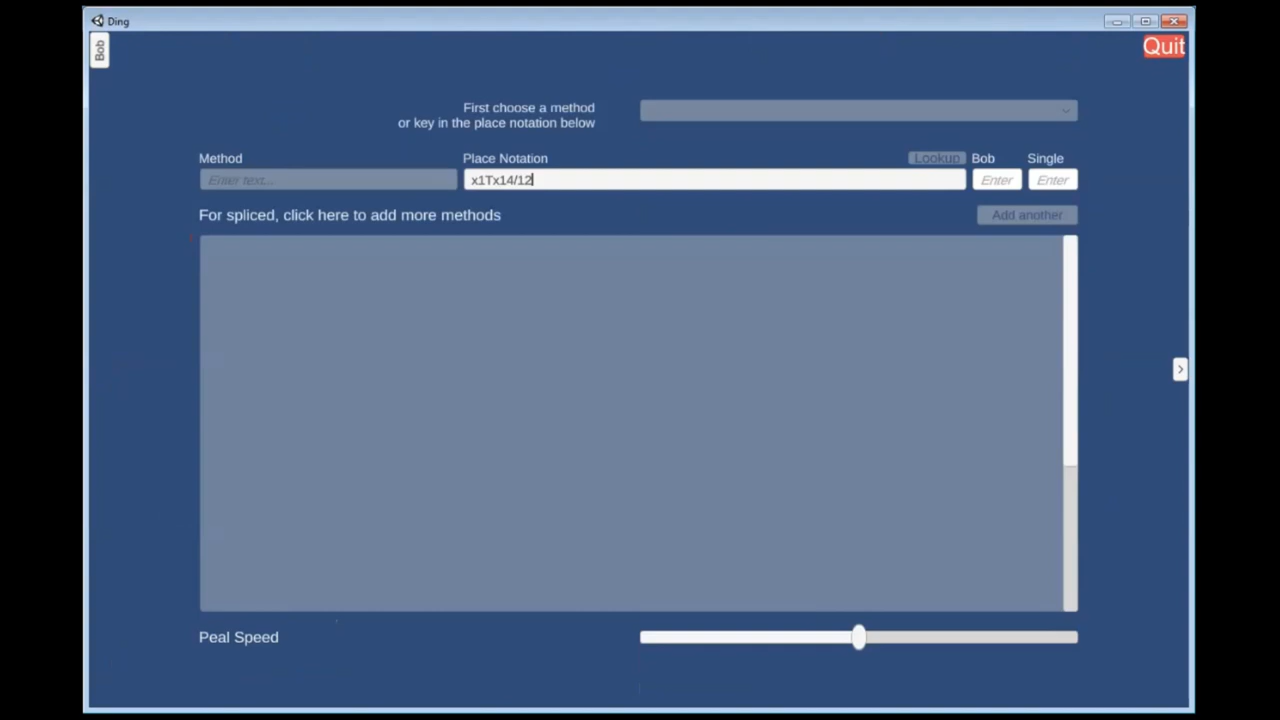 Ding
Bob
Quit
First choose a method
or key in the place notation below
Method
Place Notation
Lookup
Bob
Single
Enter text...
x1Tx14/12
Enter
Enter
For spliced, click here to add more methods
Add another
Peal Speed